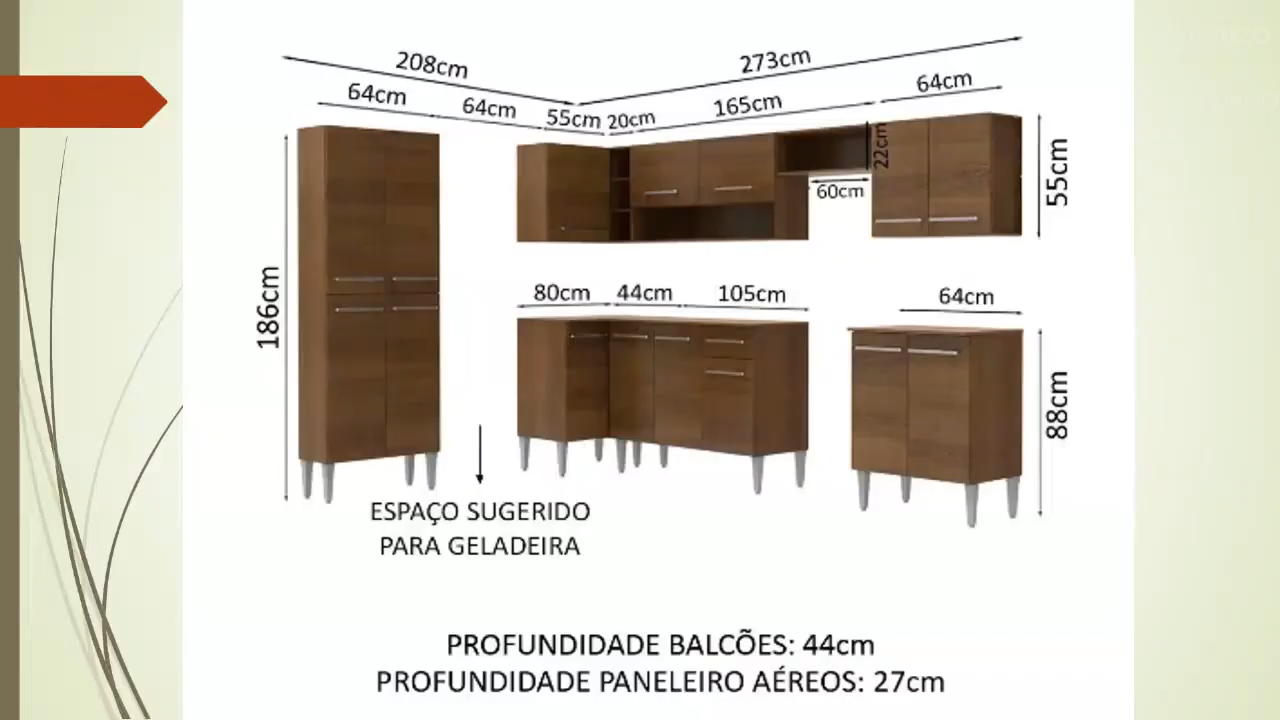 208cm
273cm
64cm
64cm
55cm
20cm
165cm
64cm
22cm
60cm
55cm
186cm
80cm
44cm
105cm
64cm
88cm
ESPAÇO SUGERIDO
PARA GELADEIRA
PROFUNDIDADE BALCÕES: 44cm
PROFUNDIDADE PANELEIRO AÉREOS: 27cm